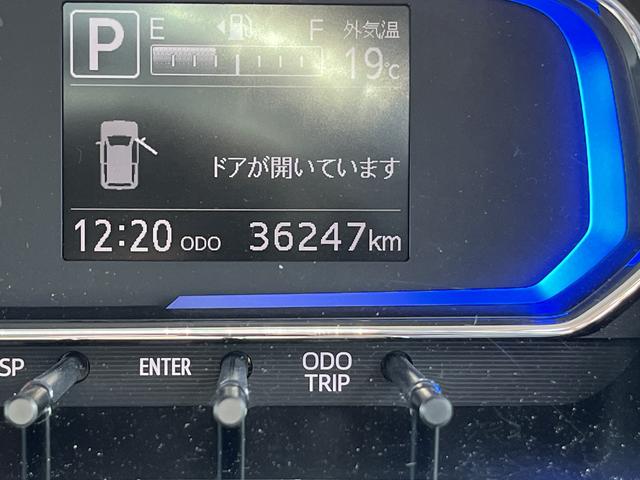 P E F 外気温
19℃
ドアが開いています
12:20 ODO 36247km
SP ENTER ODO
TRIP